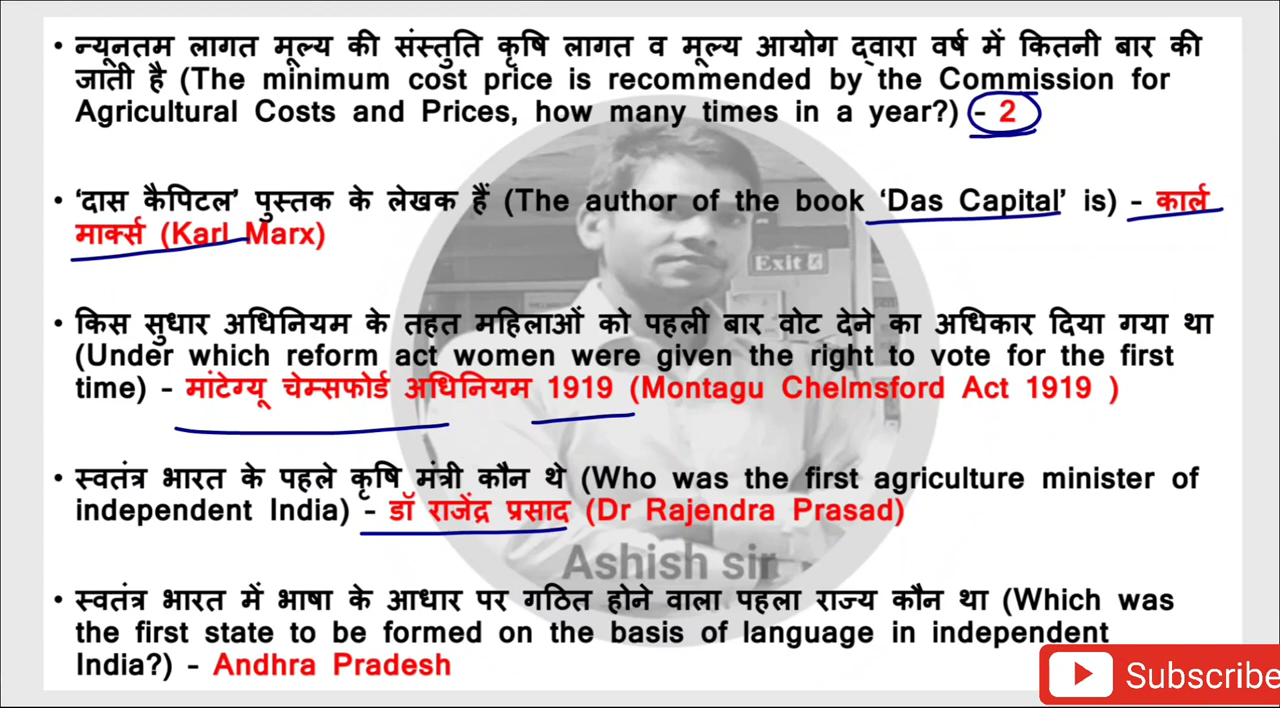 • न्यूनतम लागत मूल्य की संस्तुति कृषि लागत व मूल्य आयोग द्वारा वर्ष में कितनी बार की
जाती है (The minimum cost price is recommended by the Commission for
Agricultural Costs and Prices, how many times in a year?) - 2
• 'दास कैपिटल' पुस्तक के लेखक हैं (The author of the book 'Das Capital' is) - कार्ल
मार्क्स (Karl Marx)
Exit
• किस सुधार अधिनियम के तहत महिलाओं को पहली बार वोट देने का अधिकार दिया गया था
(Under which reform act women were given the right to vote for the first
time) - मांटेग्यू चेम्सफोर्ड अधिनियम 1919 (Montagu Chelmsford Act 1919 )
• स्वतंत्र भारत के पहले कृषि मंत्री कौन थे (Who was the first agriculture minister of
independent India) - डॉ राजेंद्र प्रसाद (Dr Rajendra Prasad)
Ashish sir
• स्वतंत्र भारत में भाषा के आधार पर गठित होने वाला पहला राज्य कौन था (Which was
the first state to be formed on the basis of language in independent
India?) - Andhra Pradesh
Subscribe